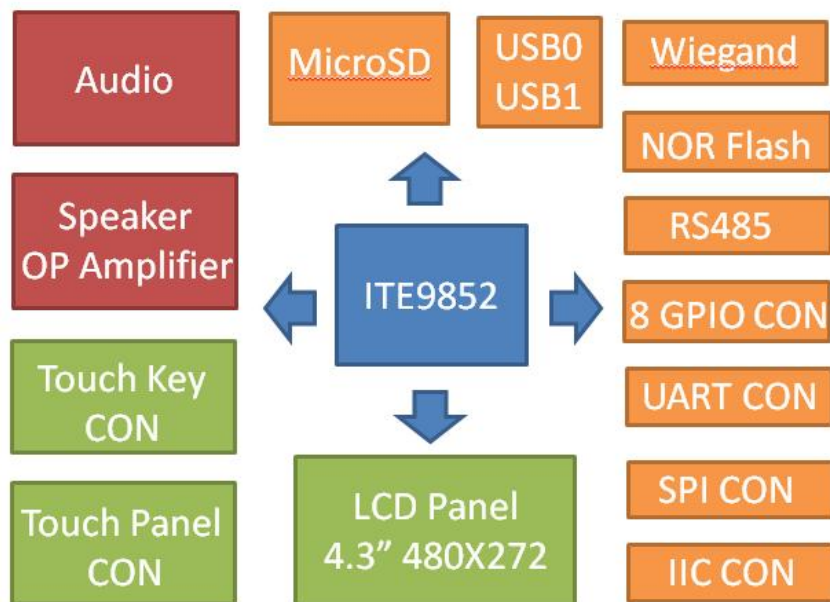 Audio
MicroSD
USB0
USB1
Wiegand
NOR Flash
Speaker
OP Amplifier
RS485
ITE9852
8 GPIO CON
Touch Key
CON
UART CON
Touch Panel
CON
LCD Panel
4.3” 480X272
SPI CON
IIC CON